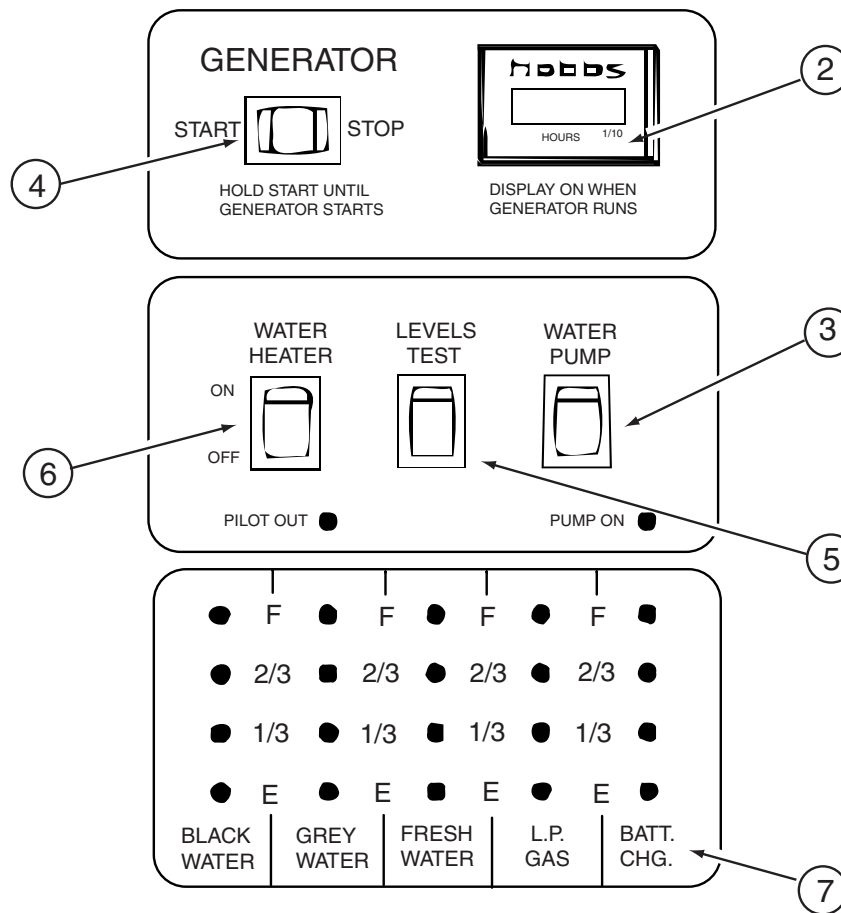 GENERATOR
START STOP
HOLD START UNTIL
GENERATOR STARTS
HOBBS
HOURS 1/10
DISPLAY ON WHEN
GENERATOR RUNS
2
4
WATER
HEATER
LEVELS
TEST
WATER
PUMP
ON
OFF
3
6
PILOT OUT
PUMP ON
5
F F F F
2/3 2/3 2/3 2/3
1/3 1/3 1/3 1/3
E E E E
BLACK
WATER
GREY
WATER
FRESH
WATER
L.P.
GAS
BATT.
CHG.
7